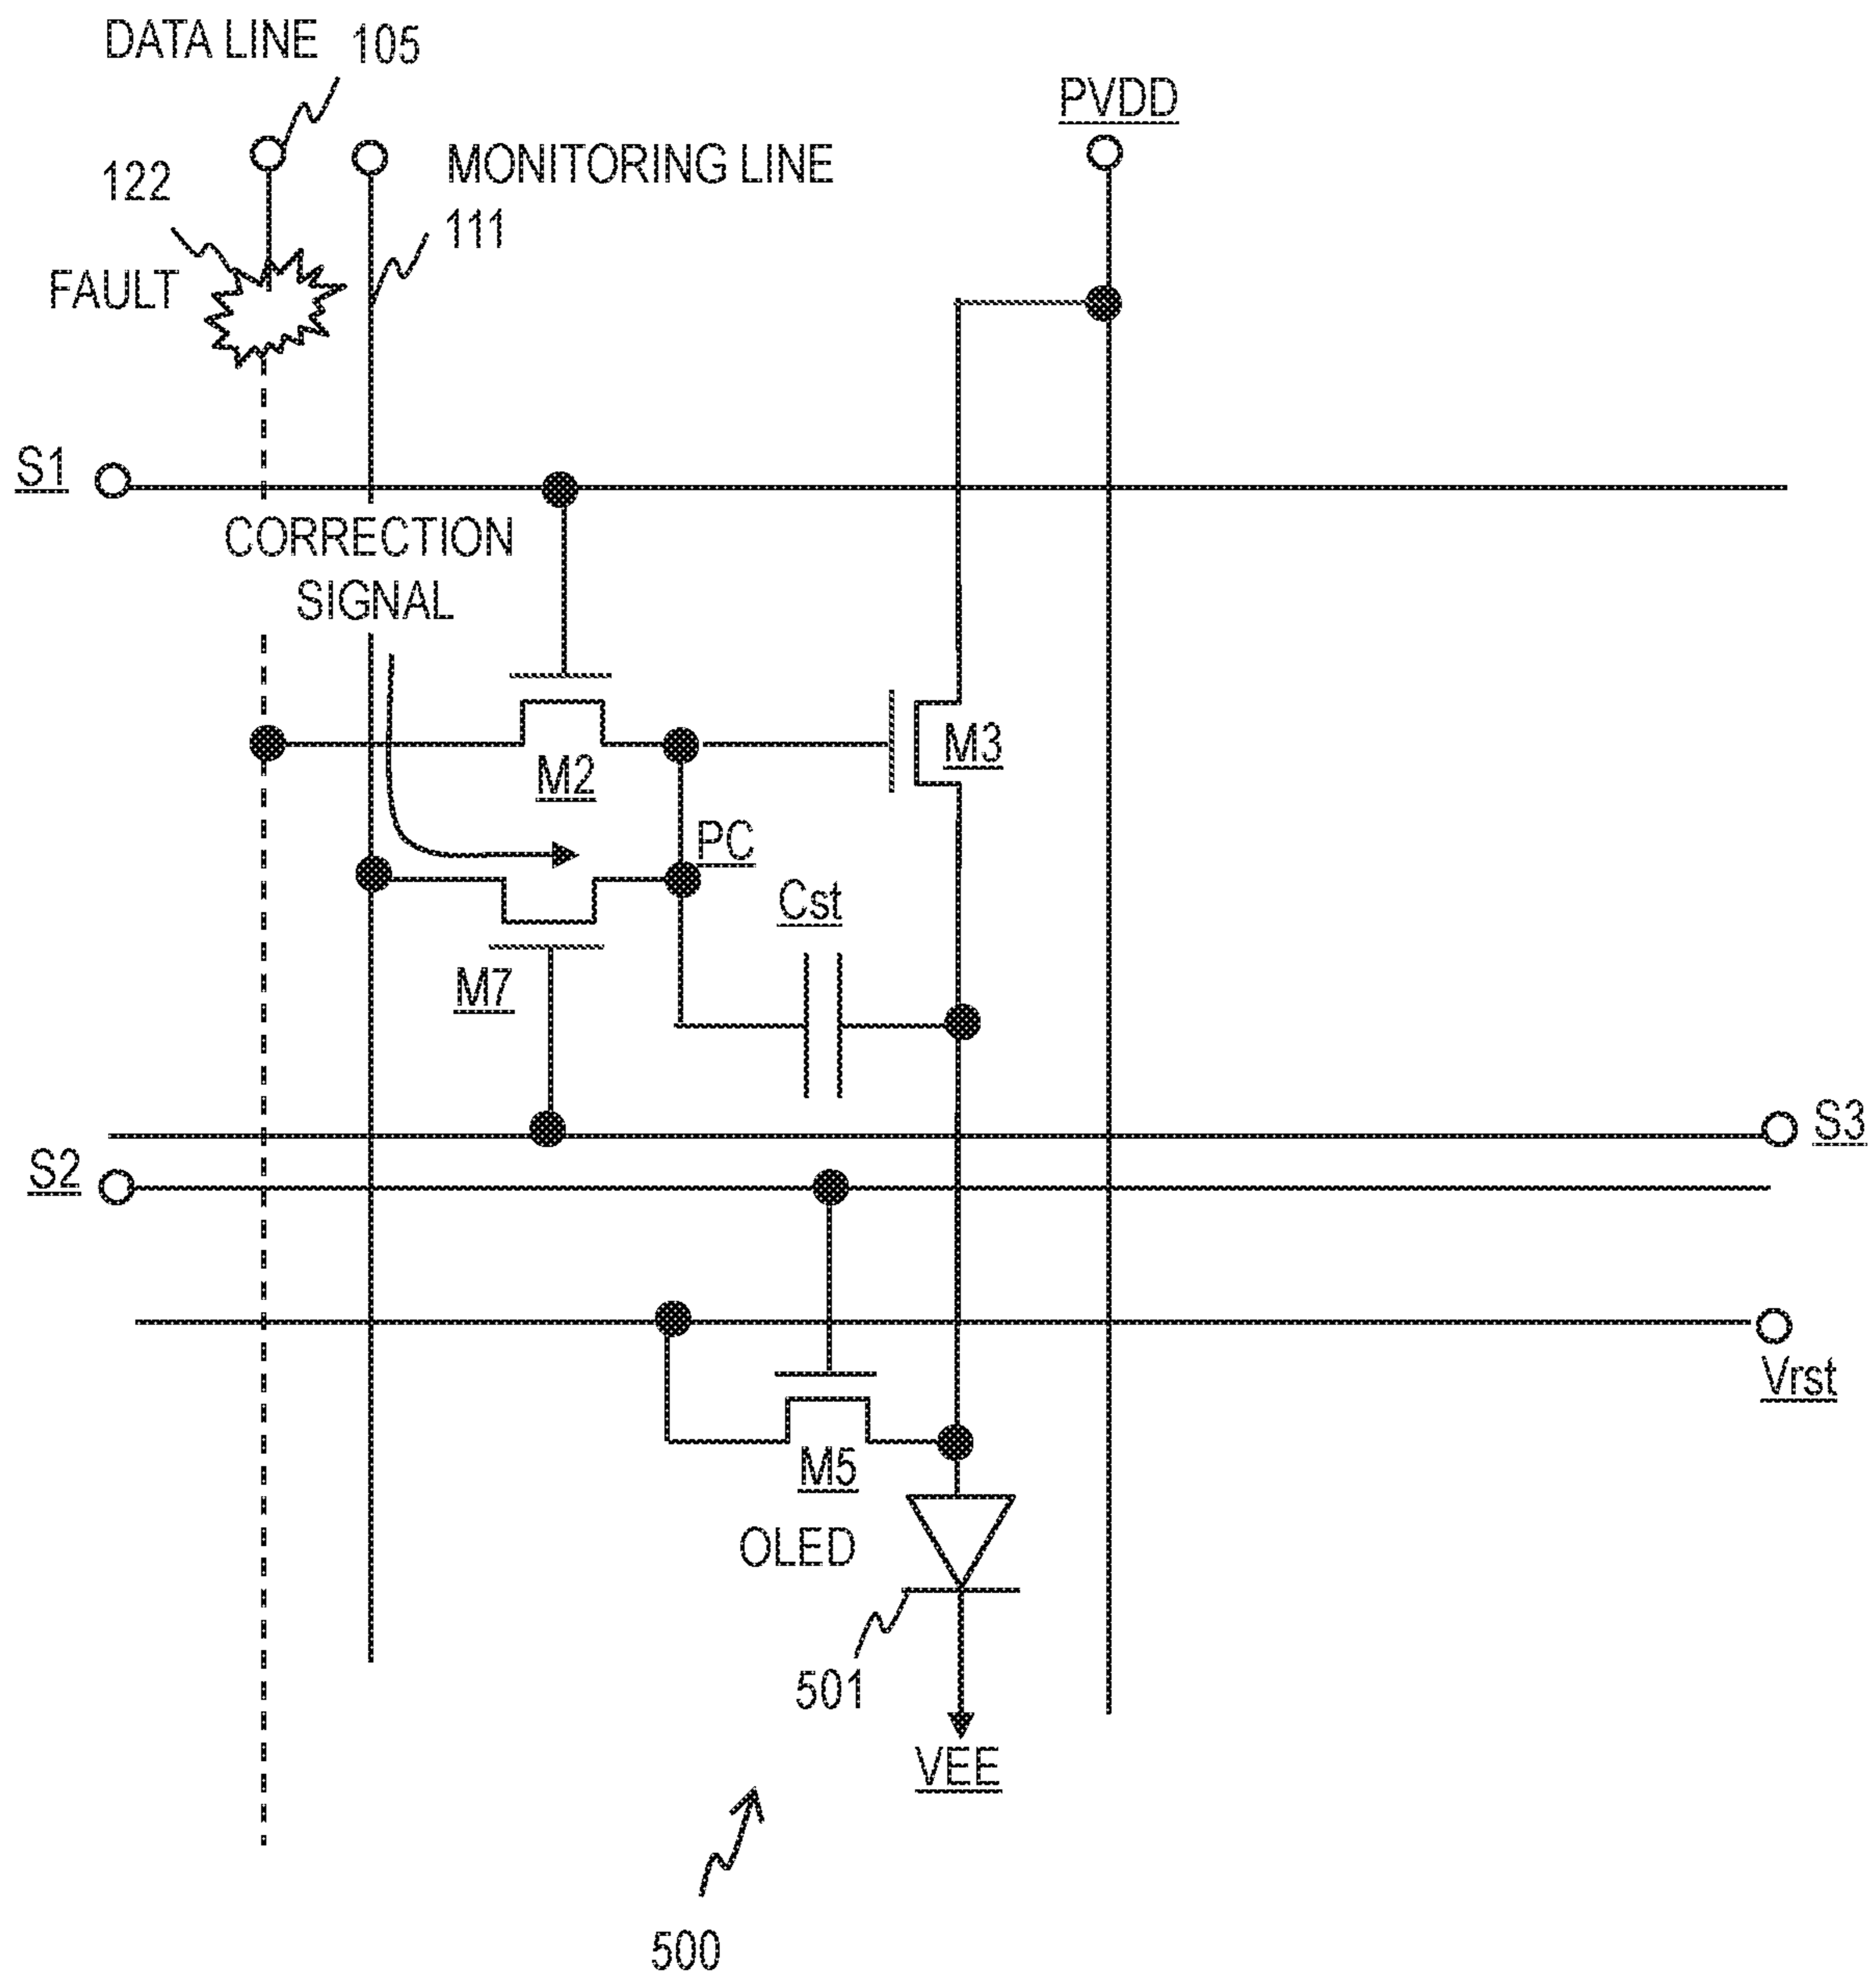 DATA LINE 105
PVDD
122
MONITORING LINE
111
FAULT
S1
CORRECTION
SIGNAL
M3
M2
PC
Cst
M7
S3
S2
Vrst
M5
OLED
501
VEE
500